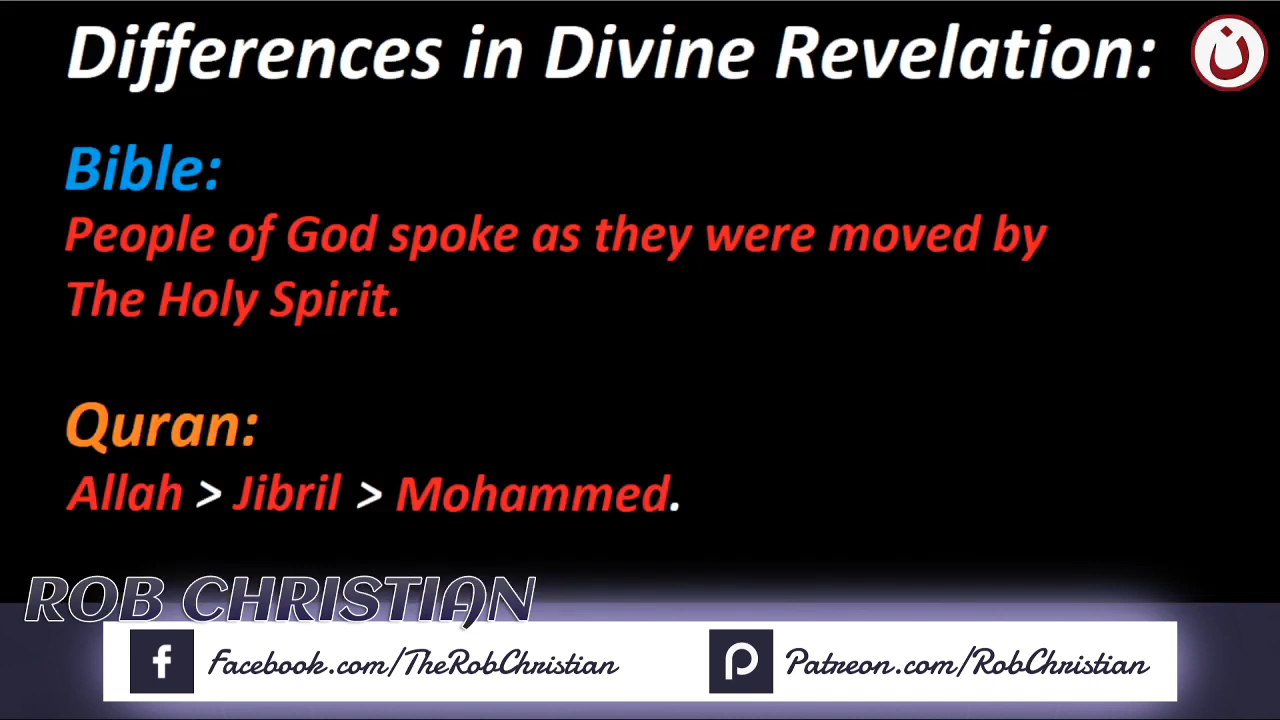 Differences in Divine Revelation:
ن
Bible:
People of God spoke as they were moved by
The Holy Spirit.
Quran:
Allah > Jibril > Mohammed.
ROB CHRISTIAN
f Facebook.com/TheRobChristian
Patreon.com/RobChristian